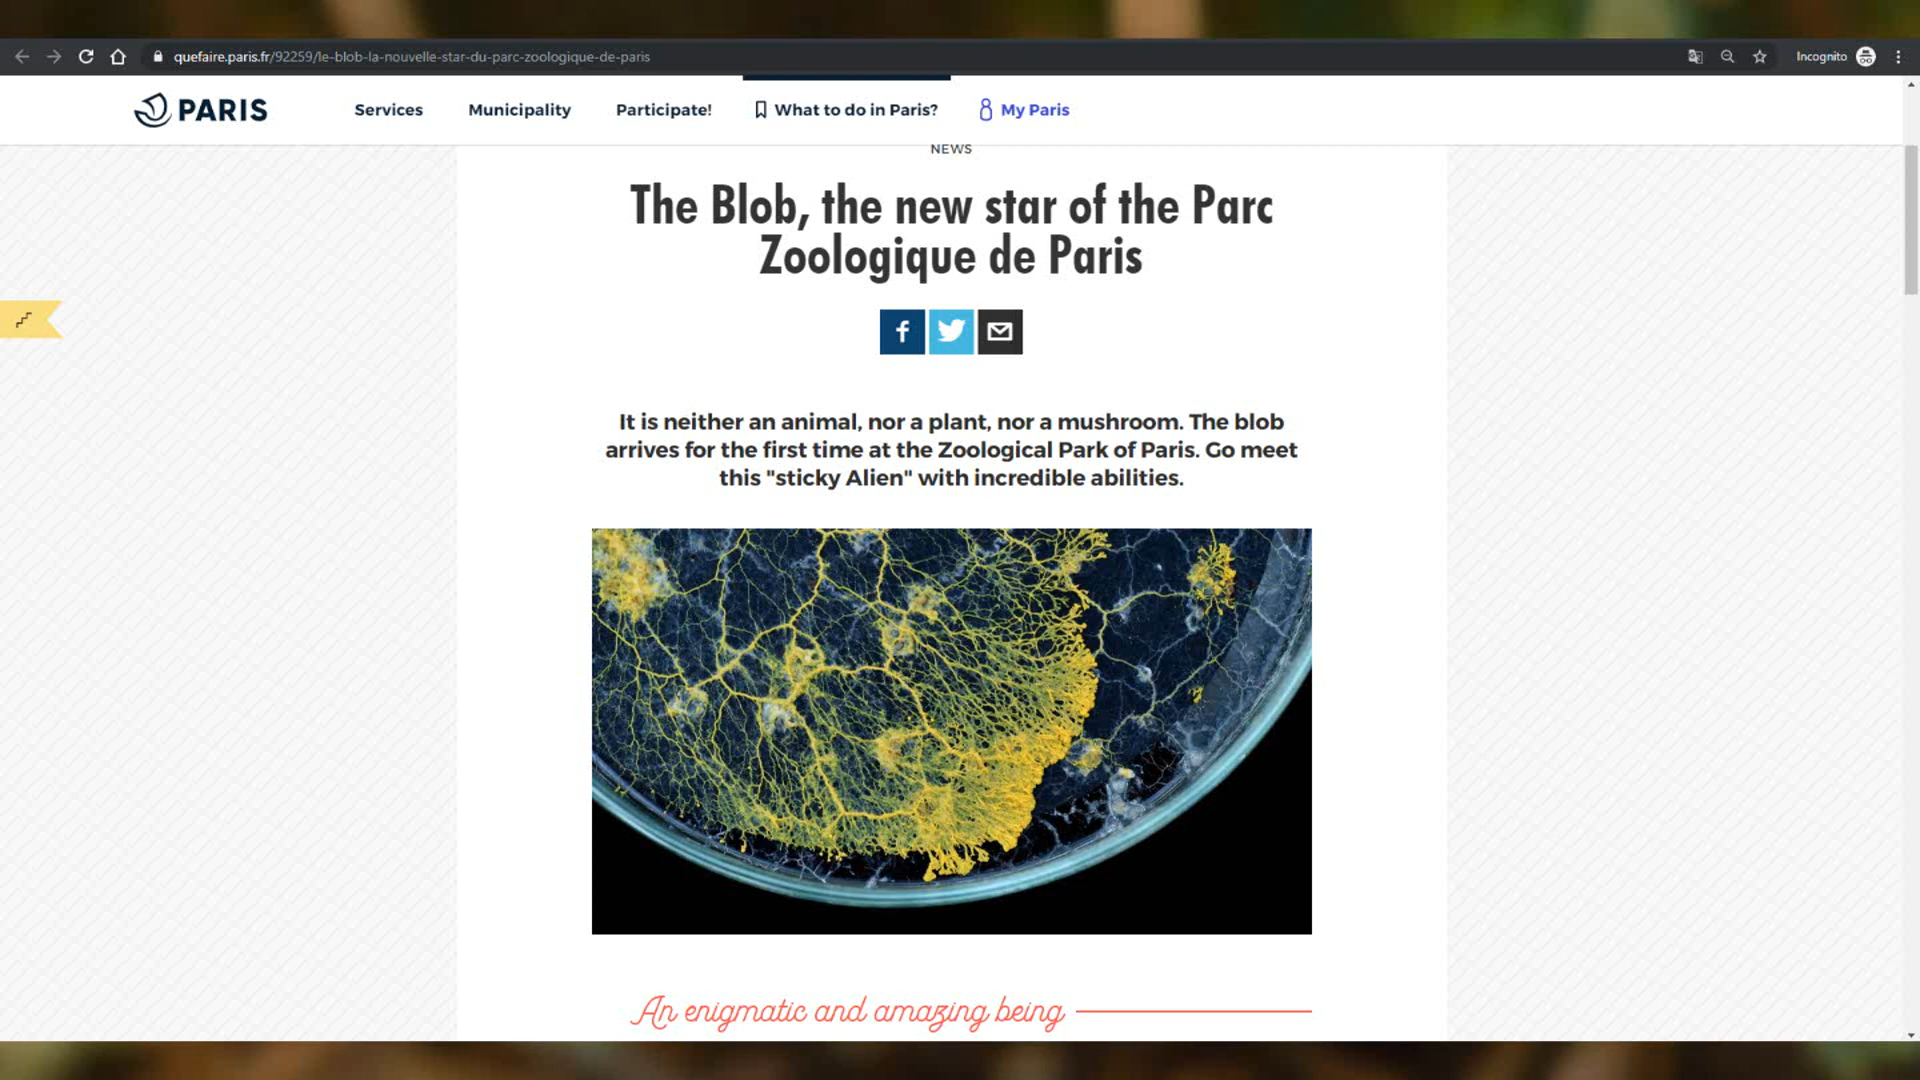 quefaire.paris.fr/92259/le-blob-la-nouvelle-star-du-parc-zoologique-de-paris
Incognito
PARIS
Services
Municipality
Participate!
What to do in Paris?
My Paris
NEWS
The Blob, the new star of the Parc
Zoologique de Paris
It is neither an animal, nor a plant, nor a mushroom. The blob
arrives for the first time at the Zoological Park of Paris. Go meet
this "sticky Alien" with incredible abilities.
An enigmatic and amazing being